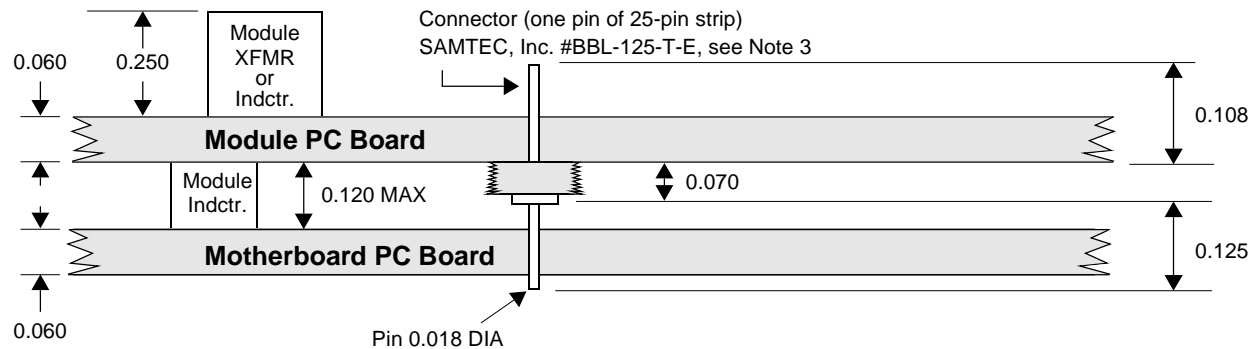 Connector (one pin of 25-pin strip)
SAMTEC, Inc. #BBL-125-T-E, see Note 3
Module
XFMR
or
Indctr.
0.060
0.250
0.108
Module PC Board
Module
Indctr.
0.120 MAX
0.070
Motherboard PC Board
0.125
0.060
Pin 0.018 DIA